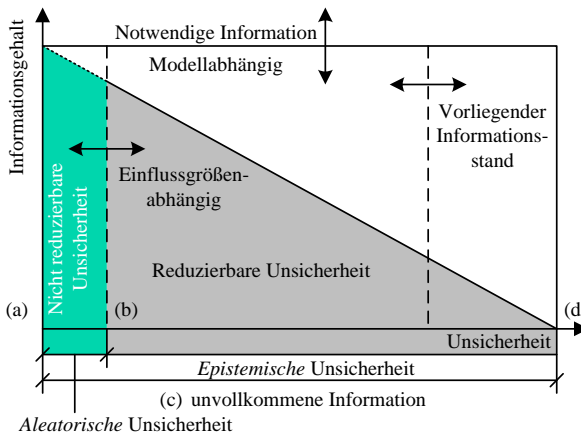 Notwendige Information
Modellabhängig
Informationsgehalt
Vorliegender
Informations-
stand
Einflussgrößen-
abhängig
Nicht reduzierbare
Unsicherheit
Reduzierbare Unsicherheit
(a)
(b)
(d
Unsicherheit
Epistemische Unsicherheit
(c) unvollkommene Information
Aleatorische Unsicherheit